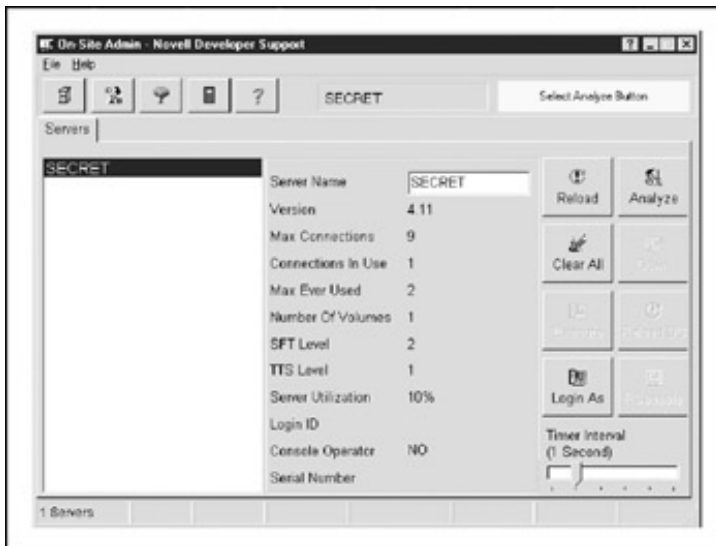 On-Site Admin - Novell Developer Support
File Help
SECRET
Select Analyze Button
Servers
SECRET
Server Name SECRET
Version 4.11
Max Connections 9
Connections In Use 1
Max Ever Used 2
Number Of Volumes 1
SFT Level 2
TTS Level 1
Server Utilization 10%
Login ID
Console Operator NO
Serial Number
Reload Analyze
Clear All
Login As
Timer Interval
(1 Second)
1 Servers